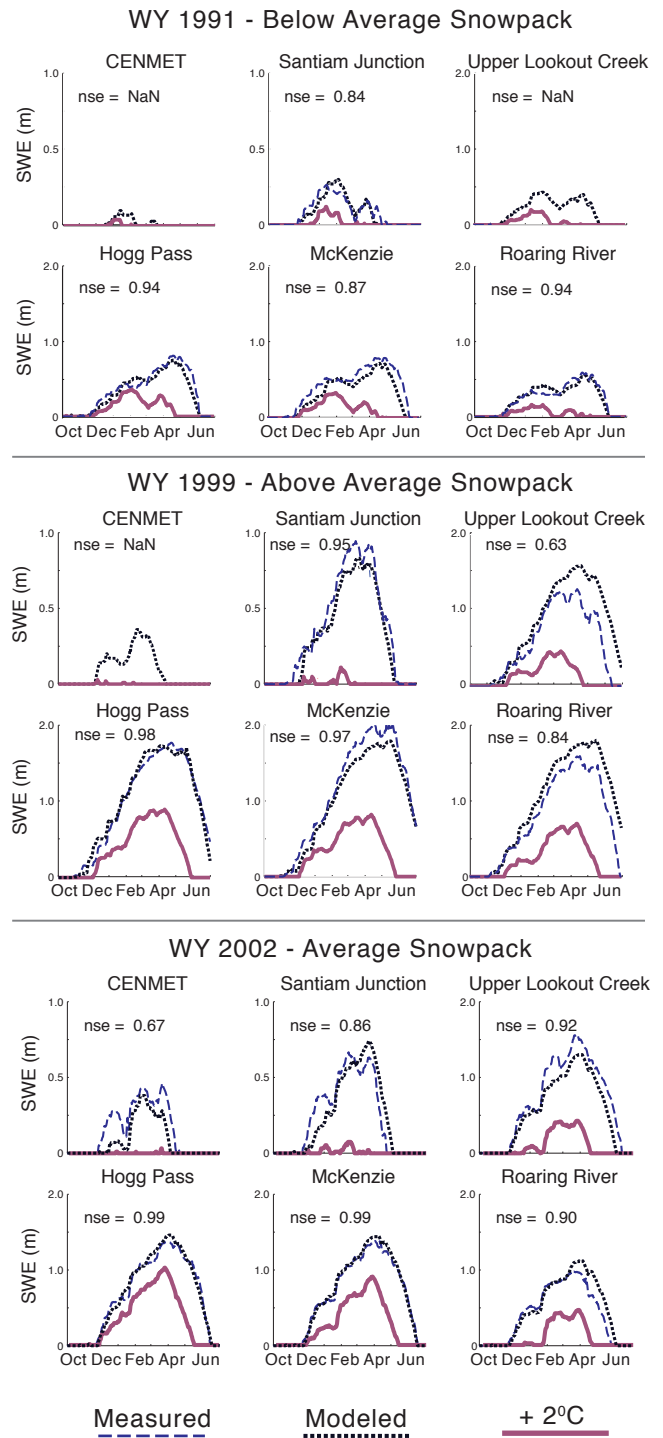 WY 1991 - Below Average Snowpack
CENMET Santiam Junction Upper Lookout Creek
1.0 1.0 2.0
nse = NaN nse = 0.84 nse = NaN
SWE (m)
0.5 0.5 1.0
0 0 0
Hogg Pass McKenzie Roaring River
2.0 2.0 2.0
nse = 0.94 nse = 0.87 nse = 0.94
SWE (m)
1.0 1.0 1.0
0 0 0
Oct Dec Feb Apr Jun Oct Dec Feb Apr Jun Oct Dec Feb Apr Jun
WY 1999 - Above Average Snowpack
CENMET Santiam Junction Upper Lookout Creek
1.0 1.0 2.0
nse = NaN nse = 0.95 nse = 0.63
SWE (m)
0.5 0.5 1.0
0 0 0
Hogg Pass McKenzie Roaring River
2.0 2.0 2.0
nse = 0.98 nse = 0.97 nse = 0.84
SWE (m)
1.0 1.0 1.0
0 0 0
Oct Dec Feb Apr Jun Oct Dec Feb Apr Jun Oct Dec Feb Apr Jun
WY 2002 - Average Snowpack
CENMET Santiam Junction Upper Lookout Creek
1.0 1.0 2.0
nse = 0.67 nse = 0.86 nse = 0.92
SWE (m)
0.5 0.5 1.0
0 0 0
Hogg Pass McKenzie Roaring River
2.0 2.0 2.0
nse = 0.99 nse = 0.99 nse = 0.90
SWE (m)
1.0 1.0 1.0
0 0 0
Oct Dec Feb Apr Jun Oct Dec Feb Apr Jun Oct Dec Feb Apr Jun
Measured Modeled + 2⁰C